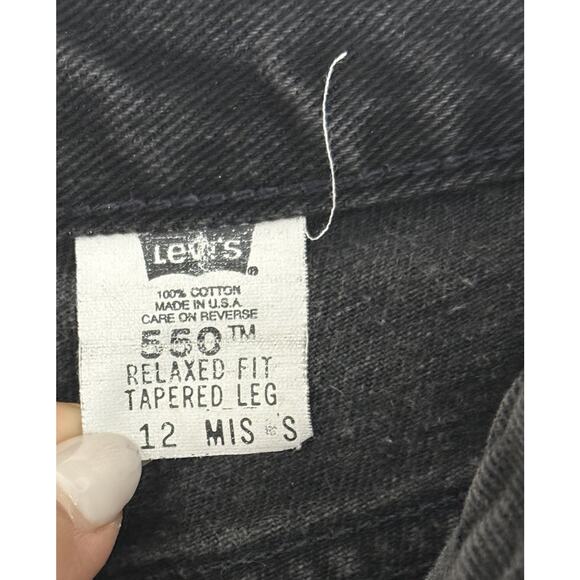 Levi's
100% COTTON
MADE IN U.S.A.
CARE ON REVERSE
550™
RELAXED FIT
TAPERED LEG
12 MIS S